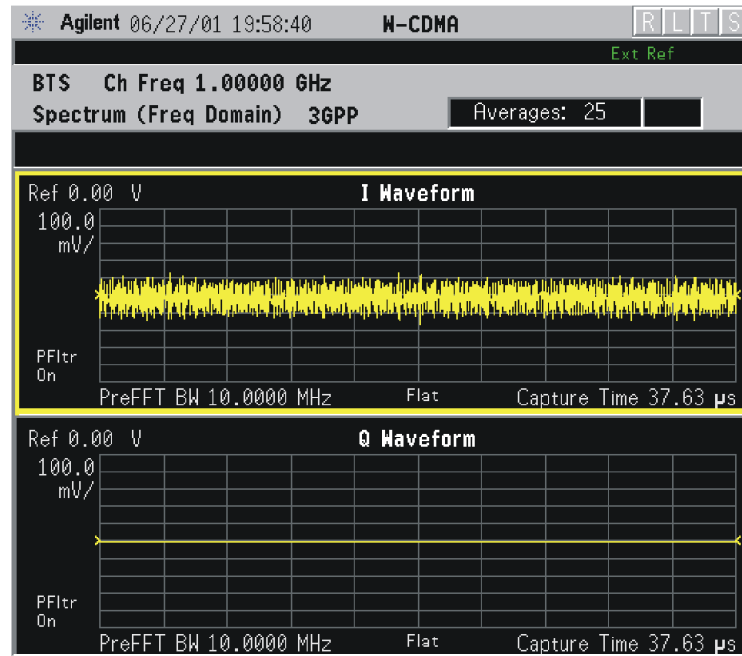 Agilent 06/27/01 19:58:40 W-CDMA R L T S
Ext Ref
BTS Ch Freq 1.00000 GHz
Spectrum (Freq Domain) 3GPP Averages: 25
Ref 0.00 V I Waveform
100.0
mV/
PFltr
On
PreFFT BW 10.0000 MHz Flat Capture Time 37.63 µs
Ref 0.00 V Q Waveform
100.0
mV/
PFltr
On
PreFFT BW 10.0000 MHz Flat Capture Time 37.63 µs